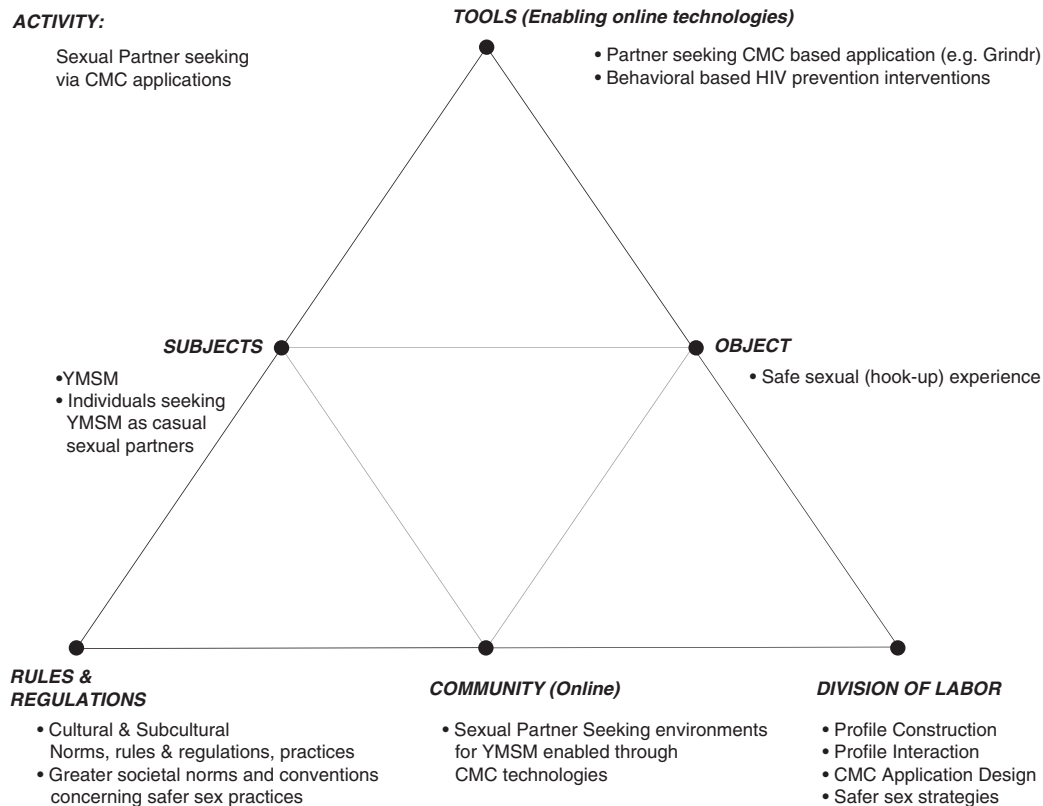 ACTIVITY:
Sexual Partner seeking
via CMC applications
TOOLS (Enabling online technologies)
• Partner seeking CMC based application (e.g. Grindr)
• Behavioral based HIV prevention interventions
SUBJECTS
•YMSM
• Individuals seeking
YMSM as casual
sexual partners
OBJECT
• Safe sexual (hook-up) experience
RULES &
REGULATIONS
• Cultural & Subcultural
Norms, rules & regulations, practices
• Greater societal norms and conventions
concerning safer sex practices
COMMUNITY (Online)
• Sexual Partner Seeking environments
for YMSM enabled through
CMC technologies
DIVISION OF LABOR
• Profile Construction
• Profile Interaction
• CMC Application Design
• Safer sex strategies